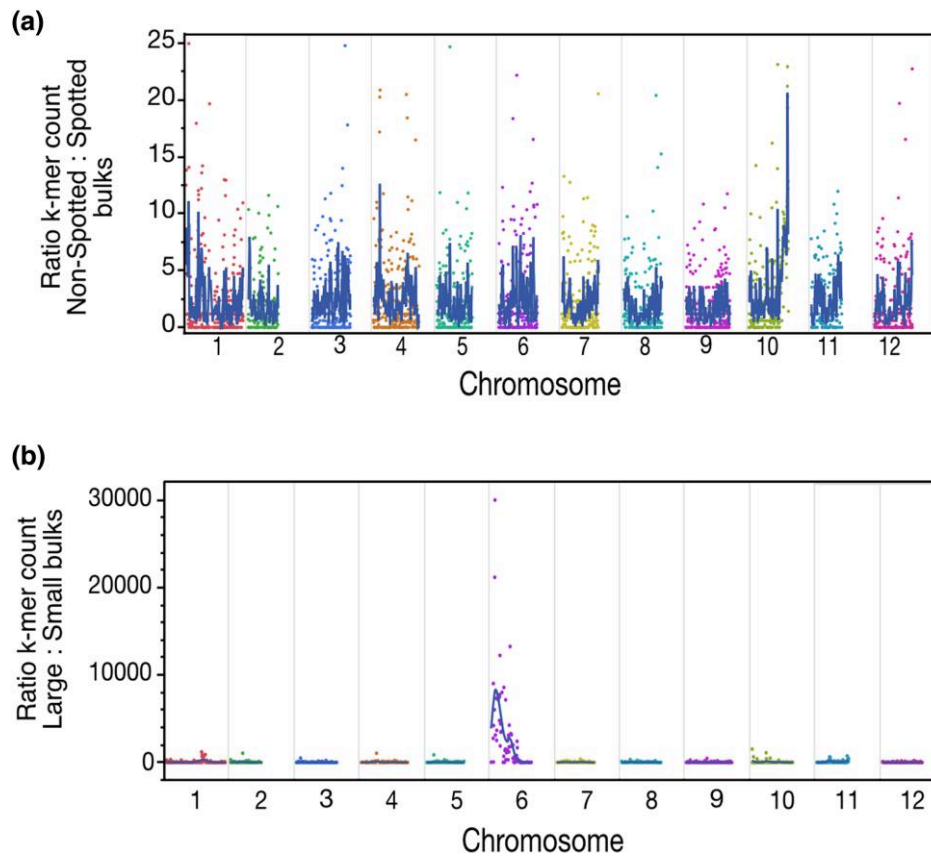 (a)
Ratio k-mer count
Non-Spotted : Spotted
bulks
25
20
15
10
5
0
1 2 3 4 5 6 7 8 9 10 11 12
Chromosome
(b)
Ratio k-mer count
Large : Small bulks
30000
20000
10000
0
1 2 3 4 5 6 7 8 9 10 11 12
Chromosome